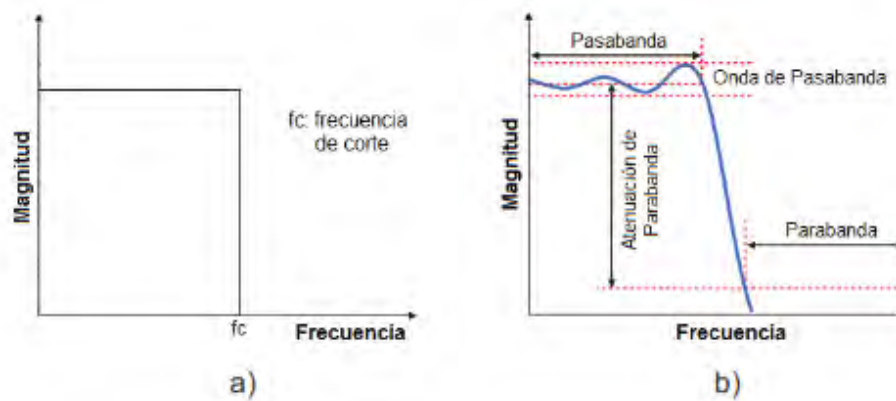 Magnitud
fc: frecuencia
de corte
fc
Frecuencia
a)
Magnitud
Pasabanda
Onda de Pasabanda
Atenuación de
Parabanda
Parabanda
Frecuencia
b)